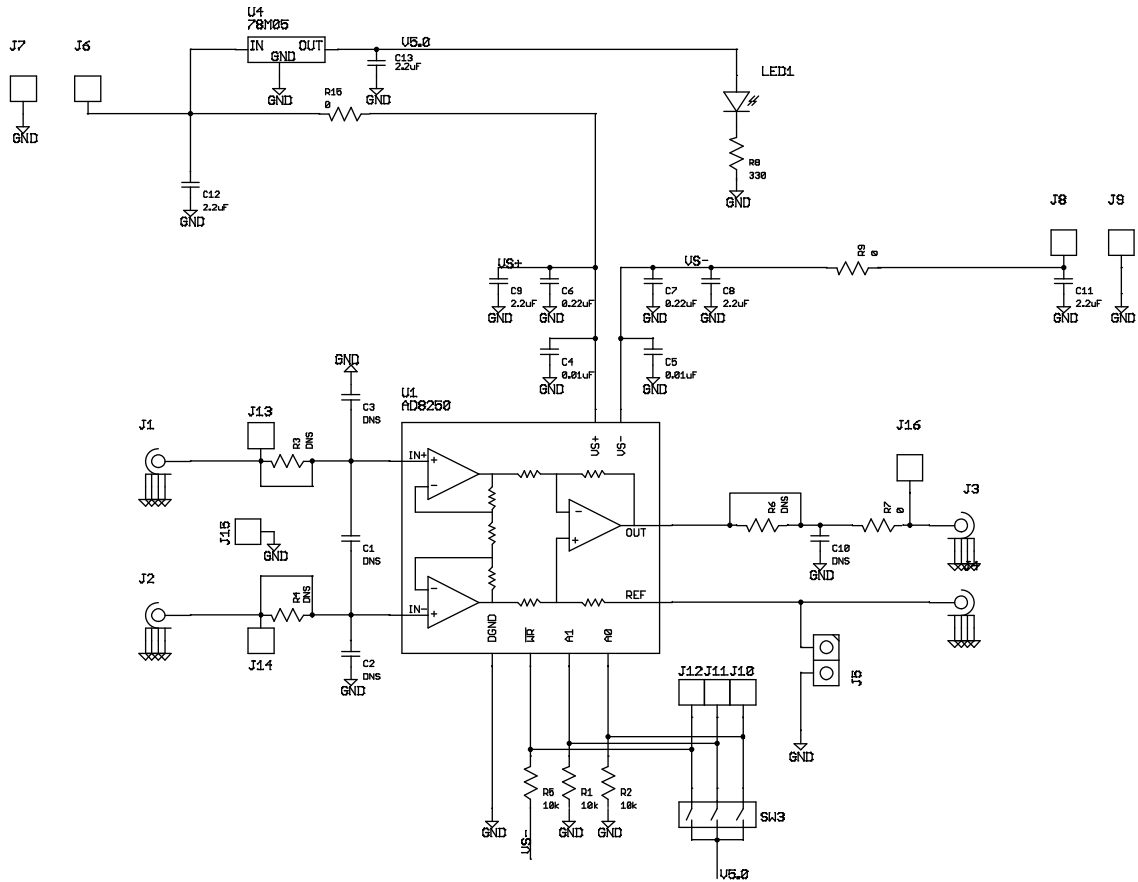 U4
78M05
J7
J6
IN OUT
GND
V5.0
C13
2.2uF
LED1
GND
GND
R15
0
GND
R8
330
C12
2.2uF
GND
GND
J8
J9
VS+
VS-
R9
0
C9
2.2uF
C6
0.22uF
C7
0.22uF
C8
2.2uF
C11
2.2uF
GND
GND
GND
GND
GND
GND
C4
0.01uF
C5
0.01uF
GND
GND
GND
U1
AD8250
C3
DNS
J13
J1
R3
DNS
IN+
VS+
VS-
J16
J3
R6
DNS
R7
0
OUT
J15
GND
C1
DNS
C10
DNS
GND
J4
J2
R4
DNS
IN-
REF
DGND
WR
A1
A0
J14
C2
DNS
GND
J12 J11 J10
J5
GND
R5
10k
R1
10k
R2
10k
GND
VS-
GND
GND
SW3
V5.0